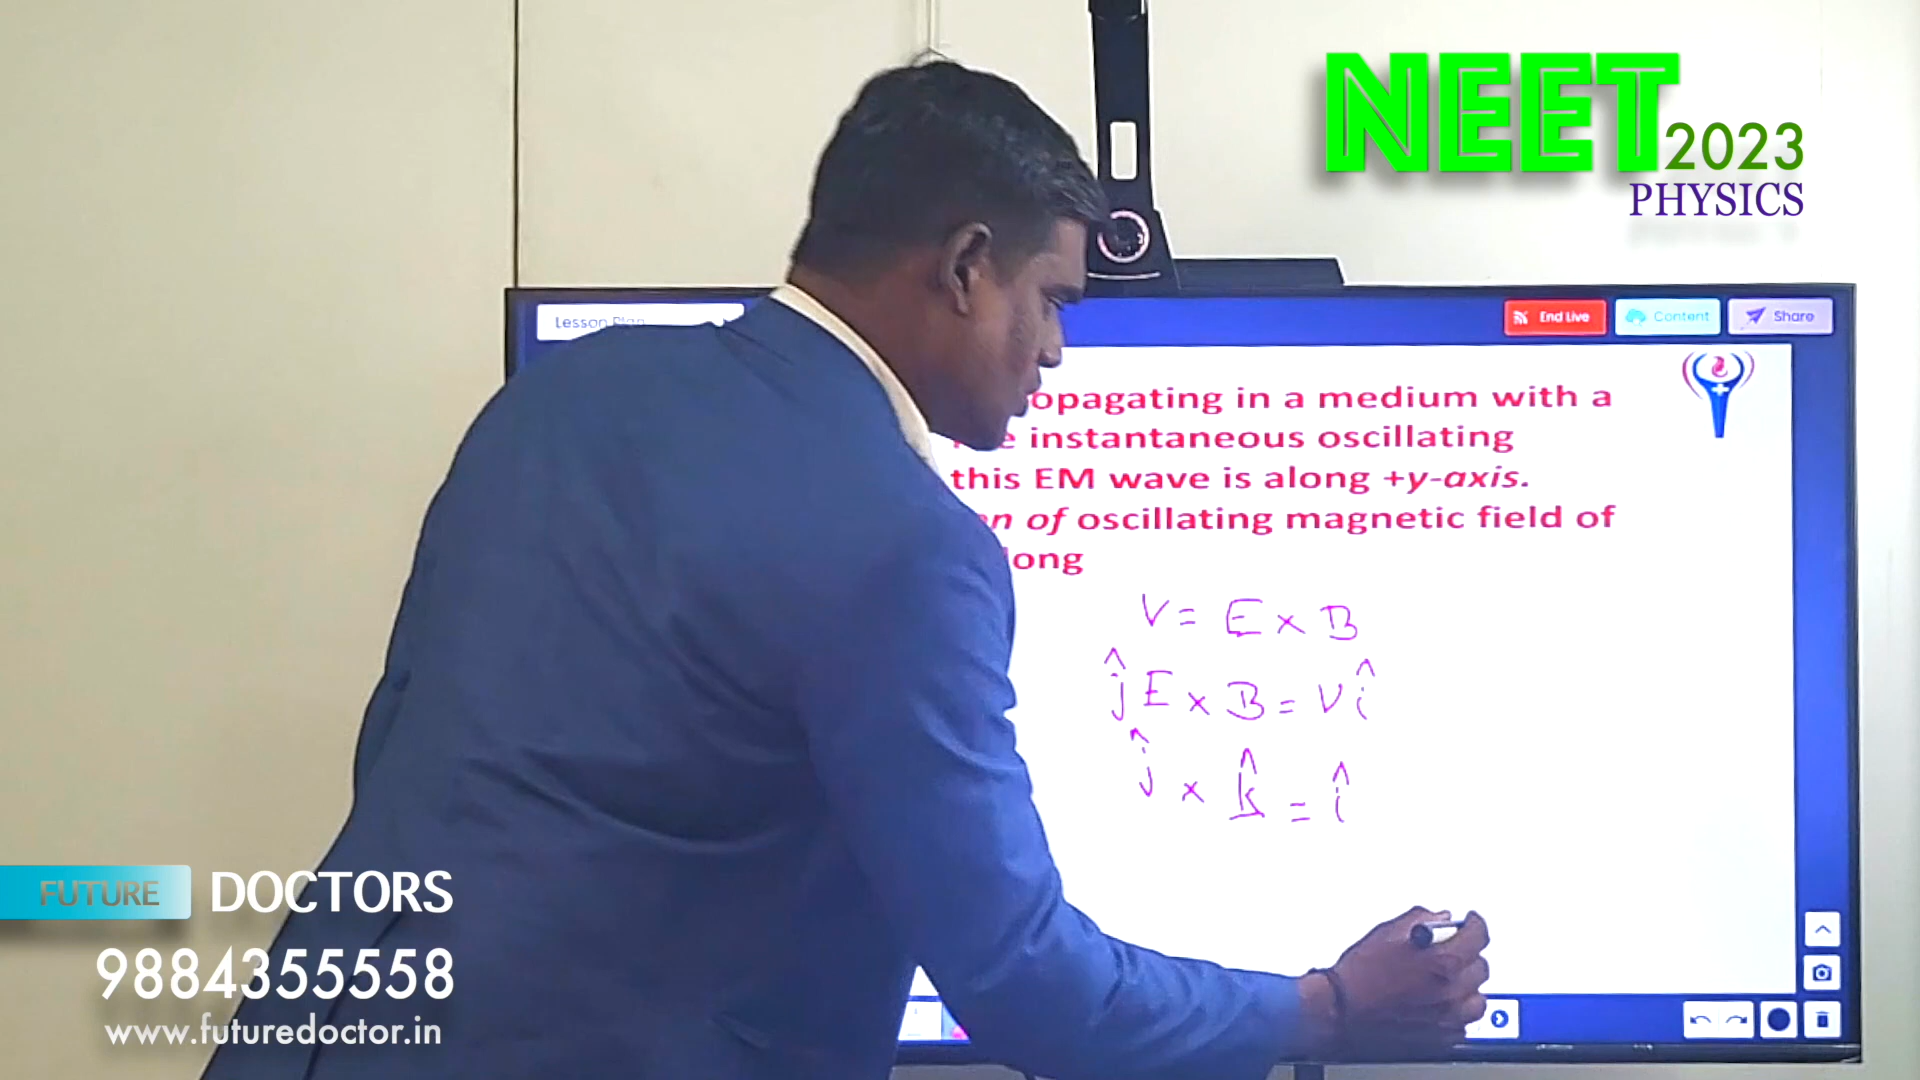 NEET
2023
PHYSICS
Lesson Plan
End Live
Content
Share
opagating in a medium with a
instantaneous oscillating
this EM wave is along +y-axis.
of oscillating magnetic field of
long
V = E × B
ĵ E × B = V î
ĵ × k̂ = î
FUTURE DOCTORS
9884355558
www.futuredoctor.in